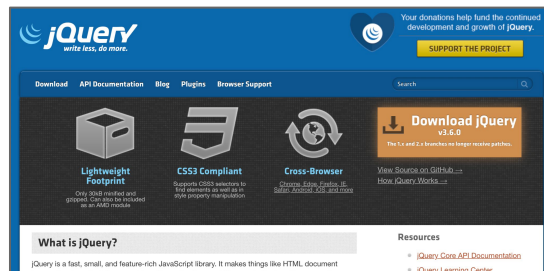 jQuery
write less, do more.
Your donations help fund the continued
development and growth of jQuery.
SUPPORT THE PROJECT
Download API Documentation Blog Plugins Browser Support
Search
Lightweight
Footprint
Only 30kB minified and
gzipped. Can also be included
as an AMD module
CSS3 Compliant
Supports CSS3 selectors to
find elements as well as in
style property manipulation
Cross-Browser
Chrome, Edge, Firefox, IE,
Safari, Android, iOS, and more
Download jQuery
v3.6.0
The 1.x and 2.x branches no longer receive patches.
View Source on GitHub →
How jQuery Works →
What is jQuery?
jQuery is a fast, small, and feature-rich JavaScript library. It makes things like HTML document
Resources
jQuery Core API Documentation
jQuery Learning Center